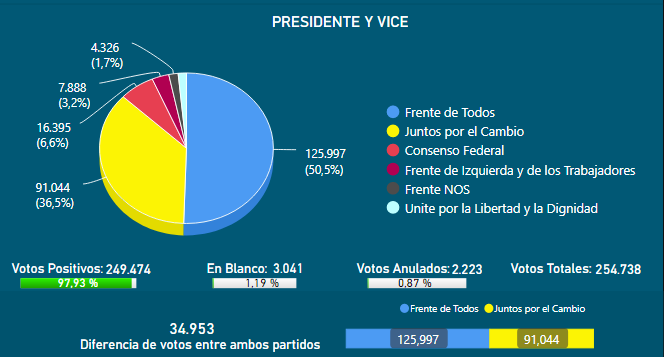 PRESIDENTE Y VICE
4.326
(1,7%)
7.888
(3,2%)
16.395
(6,6%)
91.044
(36,5%)
125.997
(50,5%)
Frente de Todos
Juntos por el Cambio
Consenso Federal
Frente de Izquierda y de los Trabajadores
Frente NOS
Unite por la Libertad y la Dignidad
Votos Positivos: 249.474
97,93 %
En Blanco: 3.041
1,19 %
Votos Anulados: 2.223
0,87 %
Votos Totales: 254.738
Frente de Todos Juntos por el Cambio
34.953
Diferencia de votos entre ambos partidos
125,997 91,044